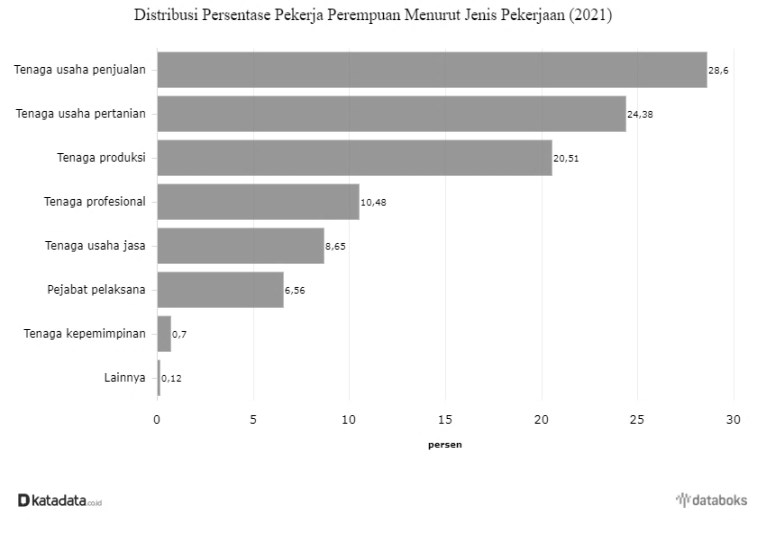 Distribusi Persentase Pekerja Perempuan Menurut Jenis Pekerjaan (2021)
Tenaga usaha penjualan 28,6
Tenaga usaha pertanian 24,38
Tenaga produksi 20,51
Tenaga profesional 10,48
Tenaga usaha jasa 8,65
Pejabat pelaksana 6,56
Tenaga kepemimpinan 0,7
Lainnya 0,12
0 5 10 15 20 25 30
persen
katadata.co.id databoks